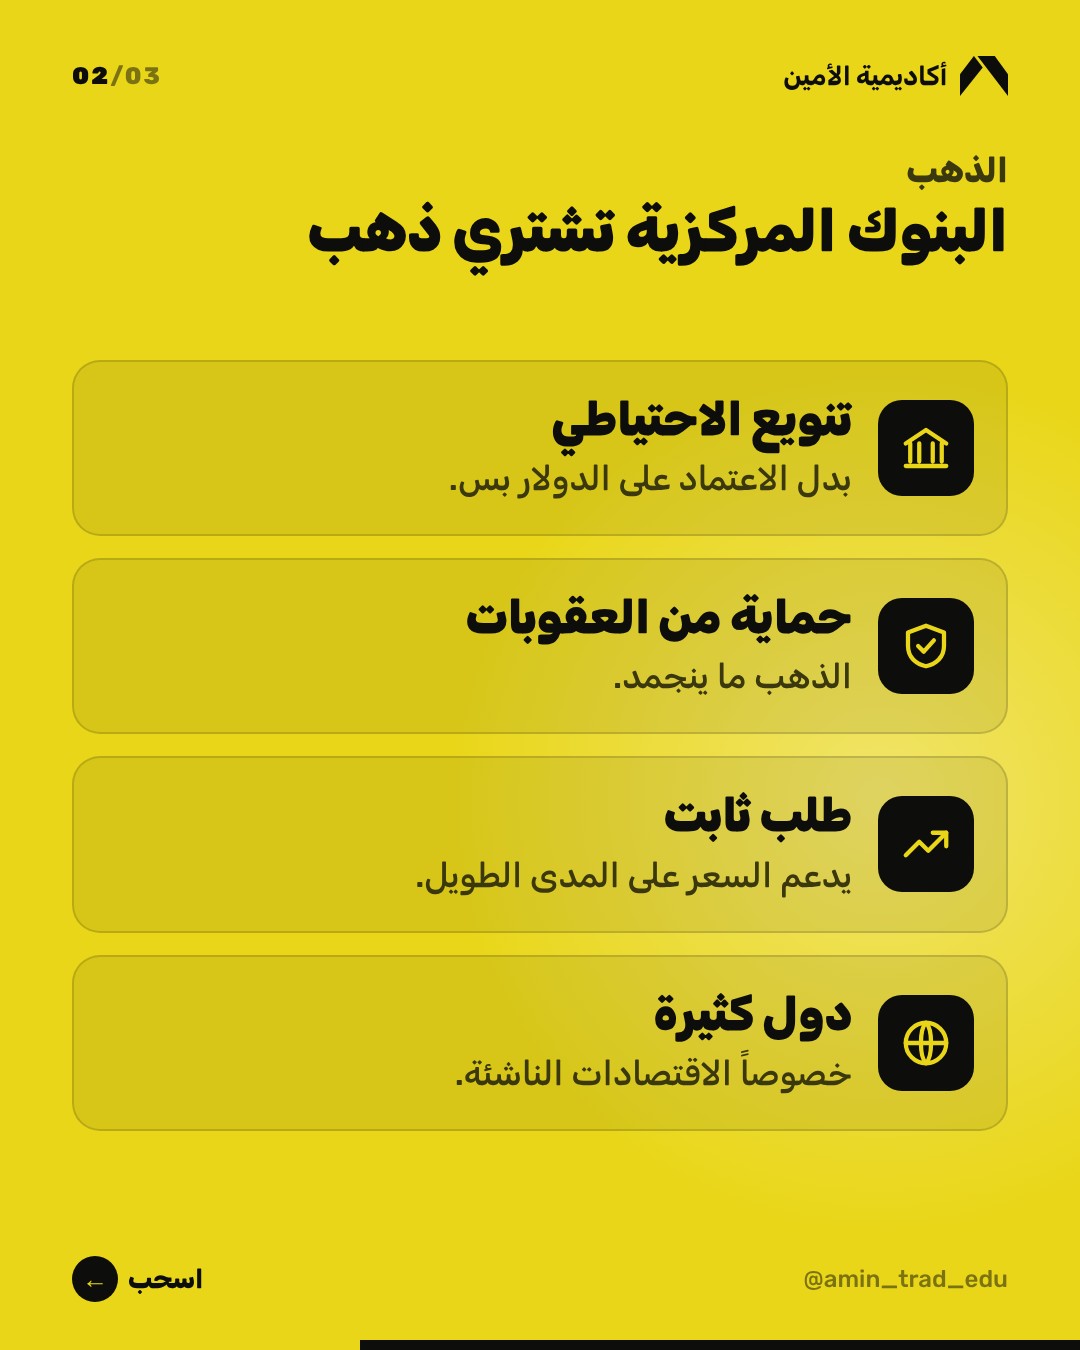 أكاديمية الأمين
02/03
الذهب
البنوك المركزية تشتري ذهب
تنويع الاحتياطي
بدل الاعتماد على الدولار بس.
حماية من العقوبات
الذهب ما ينجمد.
طلب ثابت
يدعم السعر على المدى الطويل.
دول كثيرة
خصوصاً الاقتصادات الناشئة.
@amin_trad_edu
اسحب ←